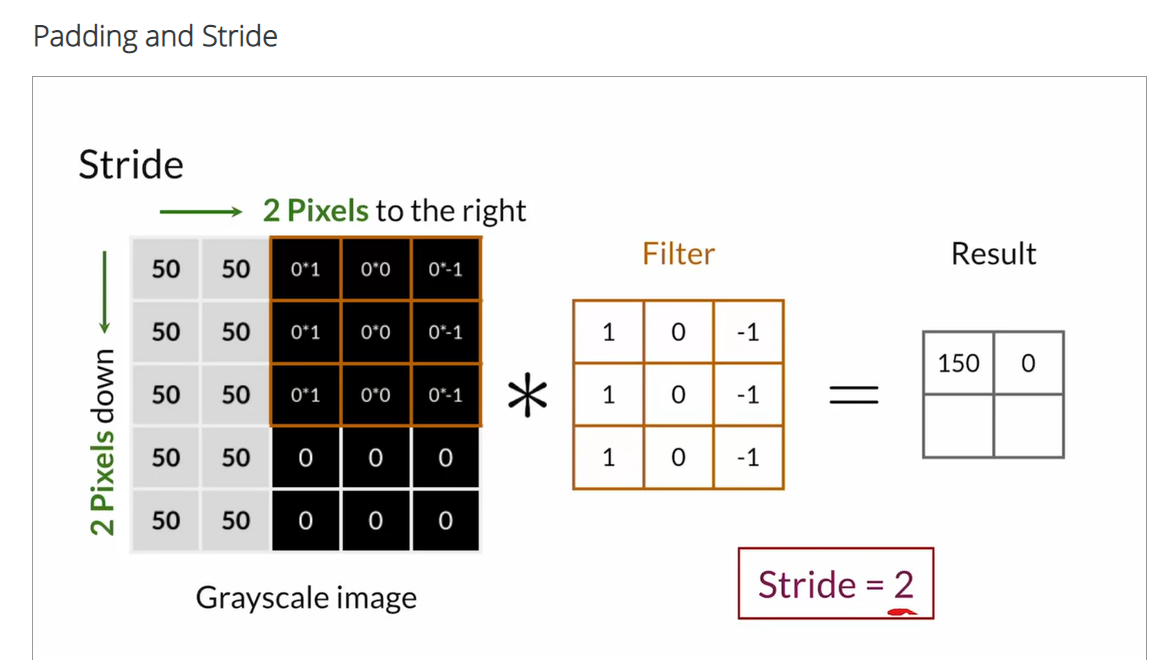 Padding and Stride
Stride
2 Pixels to the right
2 Pixels down
50 50 0*1 0*0 0*-1
50 50 0*1 0*0 0*-1
50 50 0*1 0*0 0*-1
50 50 0 0 0
50 50 0 0 0
Grayscale image
*
Filter
1 0 -1
1 0 -1
1 0 -1
=
Result
150 0
Stride = 2